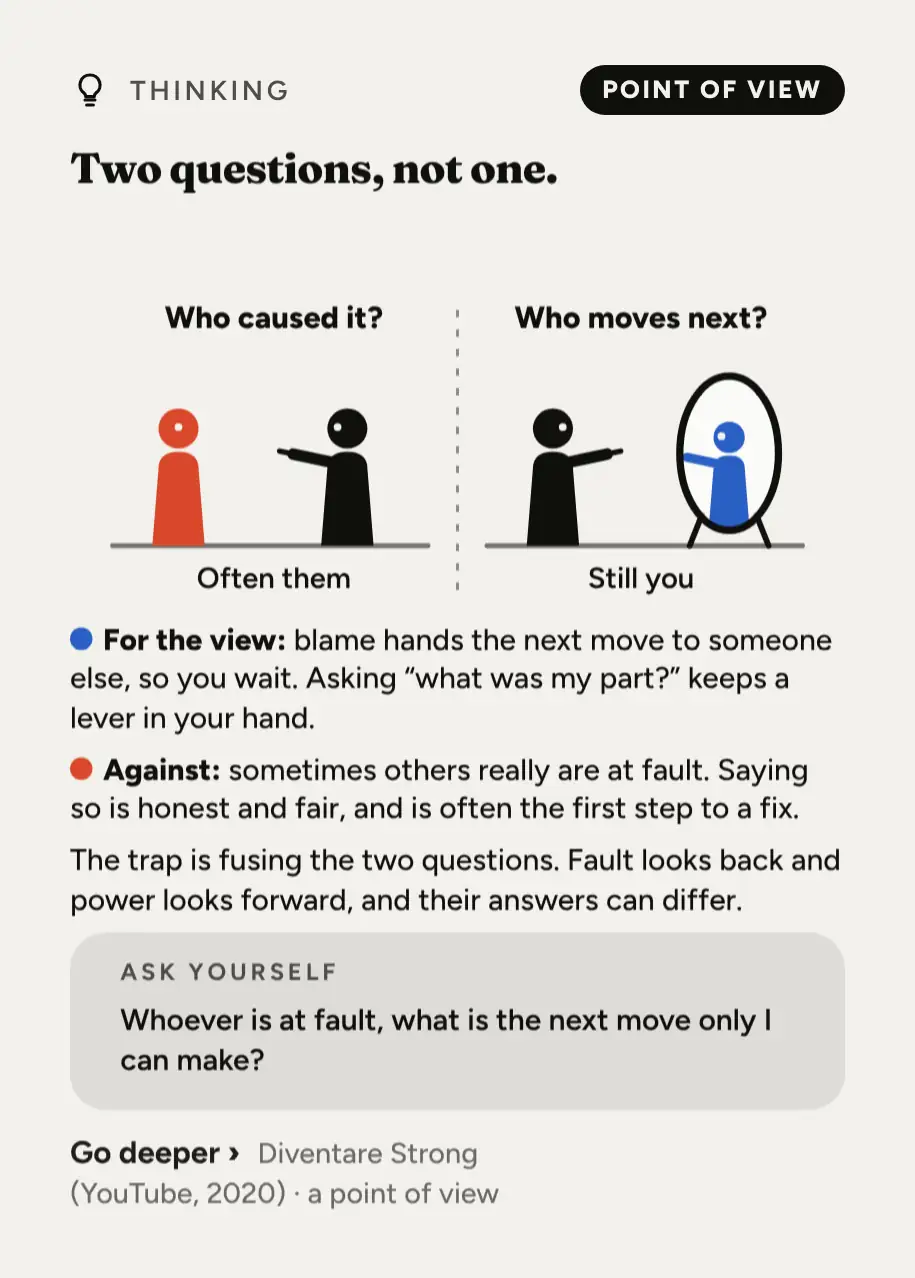 THINKING
POINT OF VIEW
Two questions, not one.
Who caused it?
Who moves next?
Often them
Still you
For the view: blame hands the next move to someone
else, so you wait. Asking “what was my part?” keeps a
lever in your hand.
Against: sometimes others really are at fault. Saying
so is honest and fair, and is often the first step to a fix.
The trap is fusing the two questions. Fault looks back and
power looks forward, and their answers can differ.
ASK YOURSELF
Whoever is at fault, what is the next move only I
can make?
Go deeper › Diventare Strong
(YouTube, 2020) · a point of view